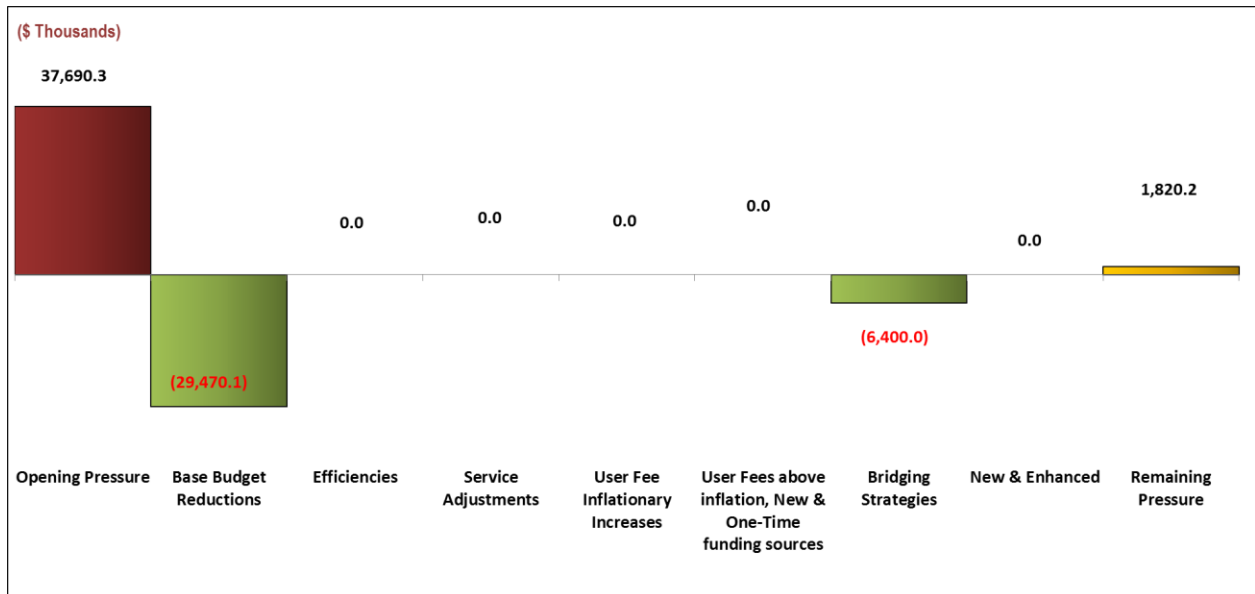 ($ Thousands)
37,690.3
(29,470.1)
0.0
0.0
0.0
0.0
(6,400.0)
0.0
1,820.2
Opening Pressure
Base Budget
Reductions
Efficiencies
Service
Adjustments
User Fee
Inflationary
Increases
User Fees above
inflation, New &
One-Time
funding sources
Bridging
Strategies
New & Enhanced
Remaining
Pressure